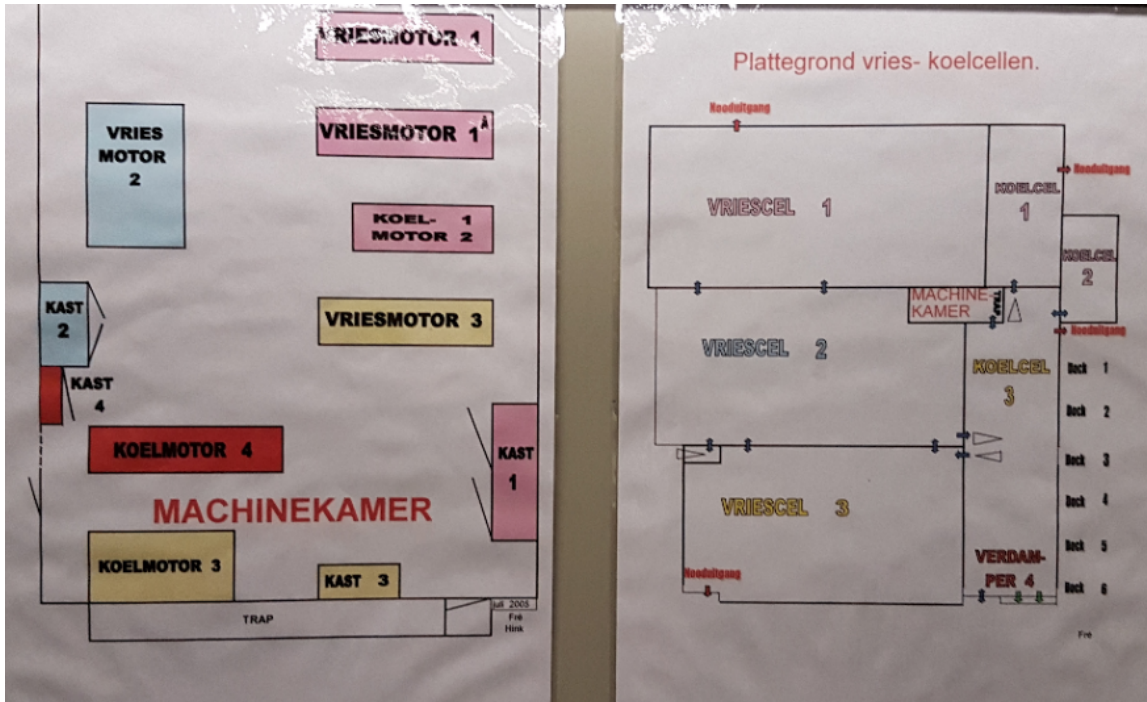 VRIESMOTOR 1
VRIESMOTOR 1A
VRIES
MOTOR
2
KOEL- 1
MOTOR 2
KAST
2
VRIESMOTOR 3
KAST
4
KOELMOTOR 4
KAST
1
MACHINEKAMER
KOELMOTOR 3
KAST 3
TRAP
juli 2005
Fré
Hink
Plattegrond vries- koelcellen.
Nooduitgang
VRIESCEL 1
KOELCEL
1
Nooduitgang
KOELCEL
2
MACHINE-
KAMER
TRAP
Nooduitgang
VRIESCEL 2
KOELCEL
3
Dock 1
Dock 2
Dock 3
Dock 4
VRIESCEL 3
Dock 5
VERDAM-
PER 4
Nooduitgang
Dock 6
Fré